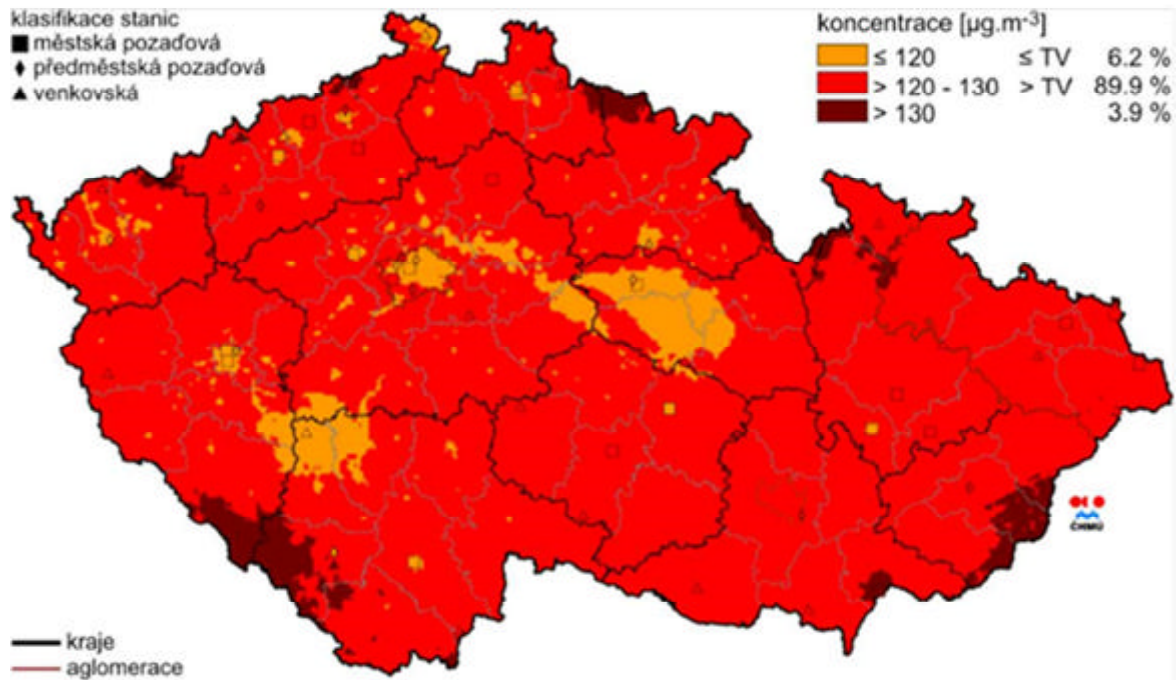 klasifikace stanic
městská pozaďová
předměstská pozaďová
venkovská
koncentrace [µg.m-3]
≤ 120 ≤ TV 6.2 %
> 120 - 130 > TV 89.9 %
> 130 3.9 %
ČHMÚ
kraje
aglomerace